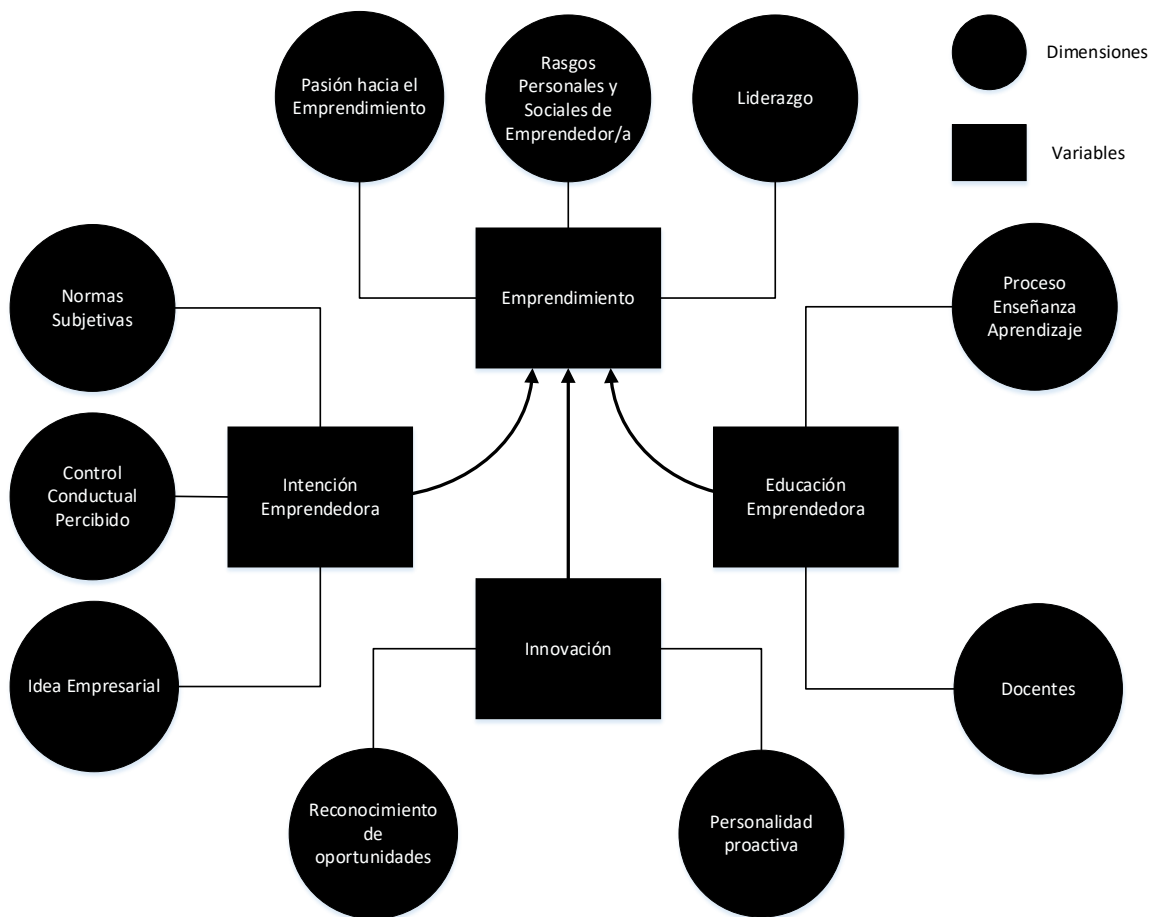 Pasión hacia el
Emprendimiento
Rasgos
Personales y
Sociales de
Emprendedor/a
Liderazgo
Dimensiones
Variables
Normas
Subjetivas
Emprendimiento
Proceso
Enseñanza
Aprendizaje
Control
Conductual
Percibido
Intención
Emprendedora
Educación
Emprendedora
Idea Empresarial
Innovación
Docentes
Reconocimiento
de
oportunidades
Personalidad
proactiva